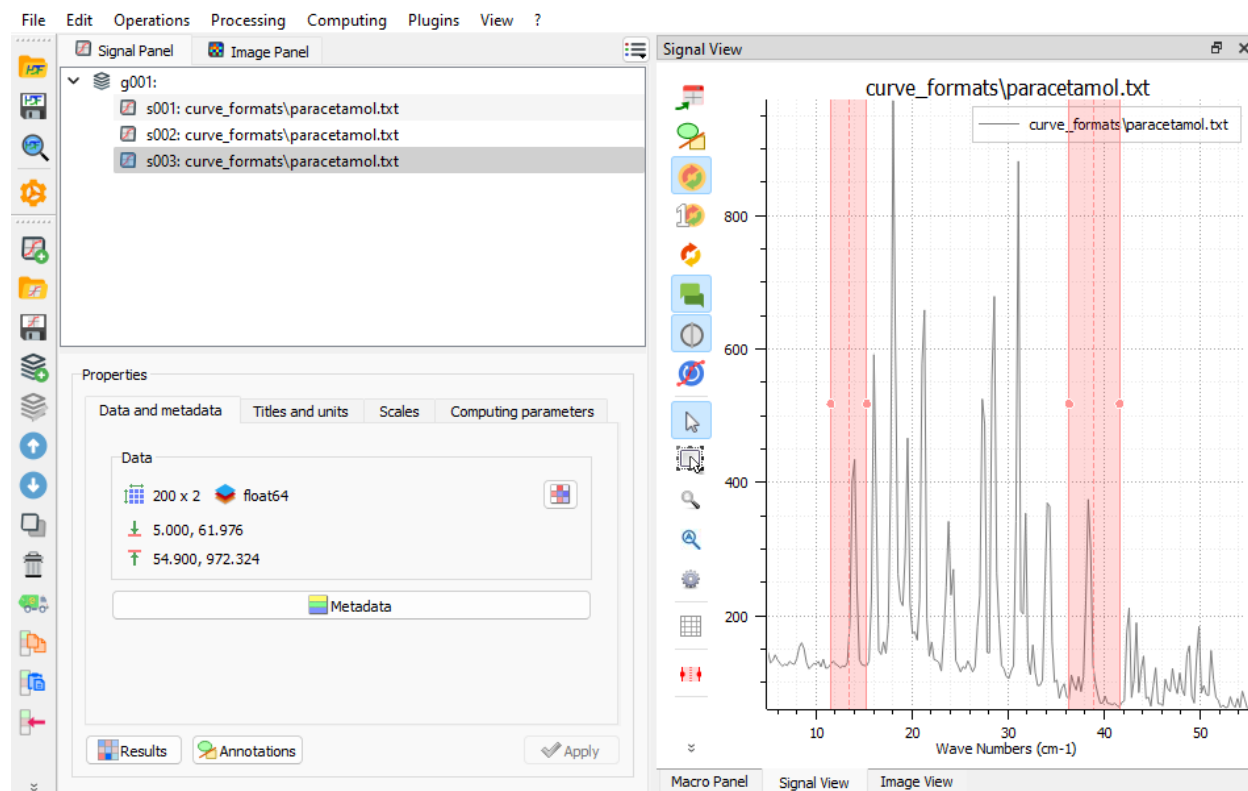 File Edit Operations Processing Computing Plugins View ?
Signal Panel Image Panel
g001:
s001: curve_formats\paracetamol.txt
s002: curve_formats\paracetamol.txt
s003: curve_formats\paracetamol.txt
Properties
Data and metadata Titles and units Scales Computing parameters
Data
200 x 2 float64
5.000, 61.976
54.900, 972.324
Metadata
Results Annotations Apply
Signal View
curve_formats\paracetamol.txt
curve_formats\paracetamol.txt
800
600
400
200
10 20 30 40 50
Wave Numbers (cm-1)
Macro Panel Signal View Image View